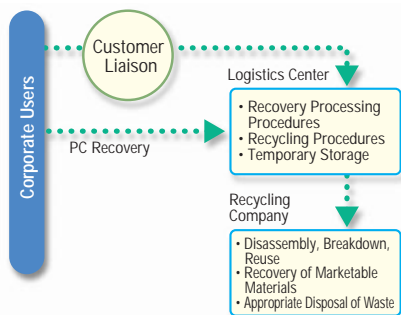 Customer
Liaison
Corporate Users
Logistics Center
• Recovery Processing
Procedures
• Recycling Procedures
• Temporary Storage
PC Recovery
Recycling
Company
• Disassembly, Breakdown,
Reuse
• Recovery of Marketable
Materials
• Appropriate Disposal of Waste